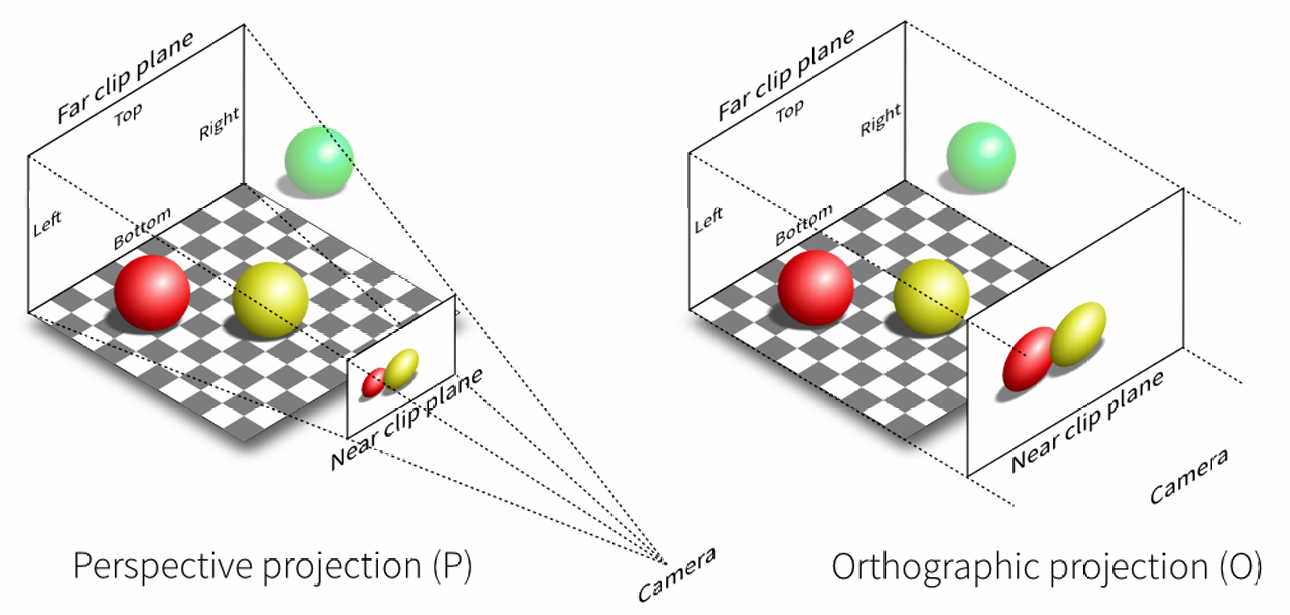 Far clip plane
Top
Right
Left
Bottom
Near clip plane
Camera
Perspective projection (P)
Far clip plane
Top
Right
Left
Bottom
Near clip plane
Camera
Orthographic projection (O)